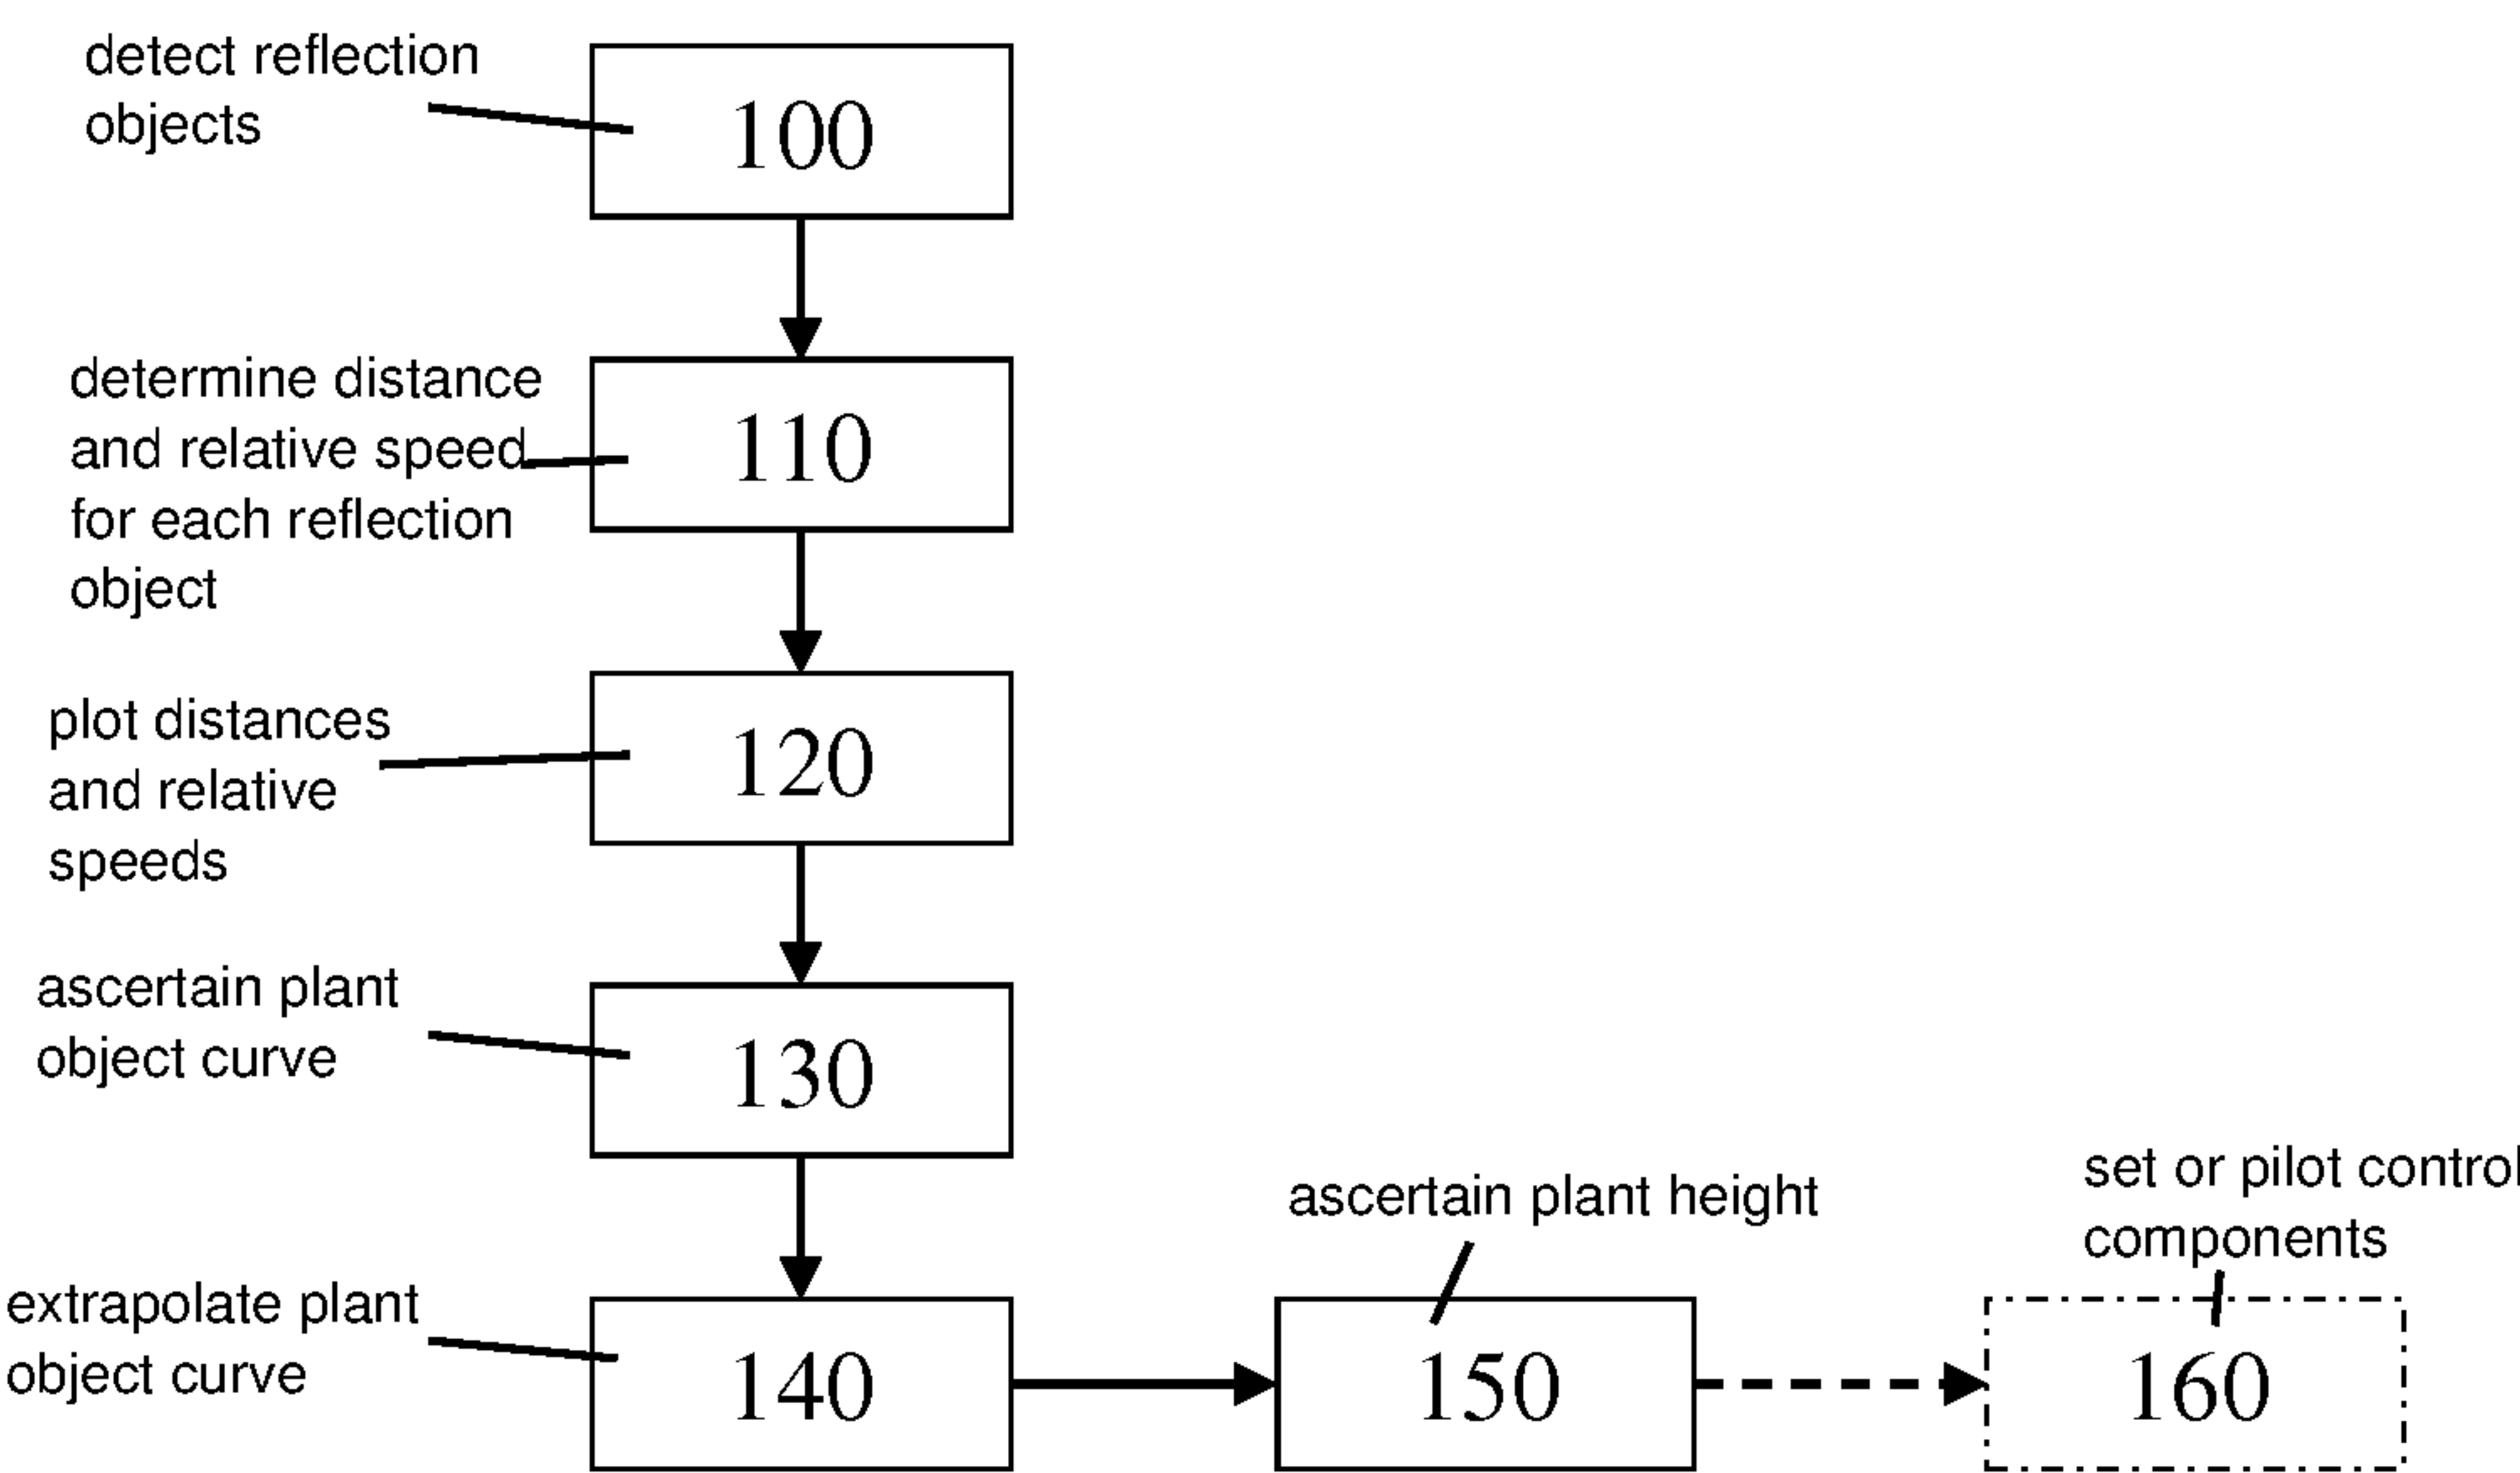 detect reflection
objects
100
determine distance
and relative speed
for each reflection
object
110
plot distances
and relative
speeds
120
ascertain plant
object curve
130
extrapolate plant
object curve
140
ascertain plant height
150
set or pilot control
components
160